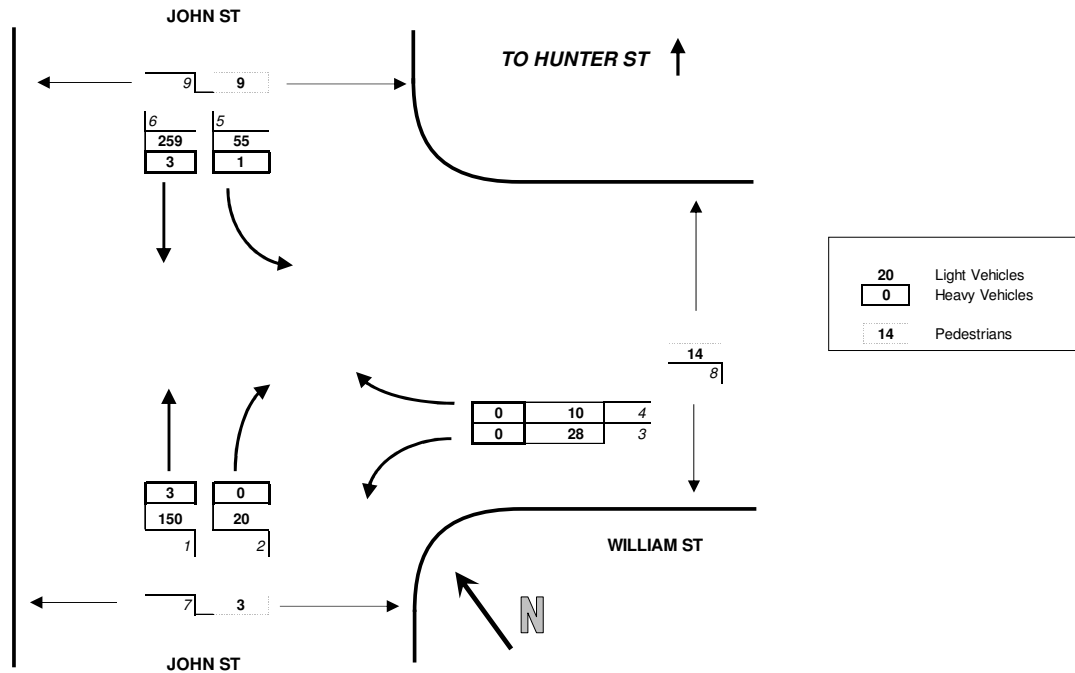 JOHN ST
TO HUNTER ST
9 9
6 5
259 55
3 1
20 Light Vehicles
0 Heavy Vehicles
14 Pedestrians
14
8
0 10 4
0 28 3
3 0
150 20
1 2
WILLIAM ST
7 3
N
JOHN ST